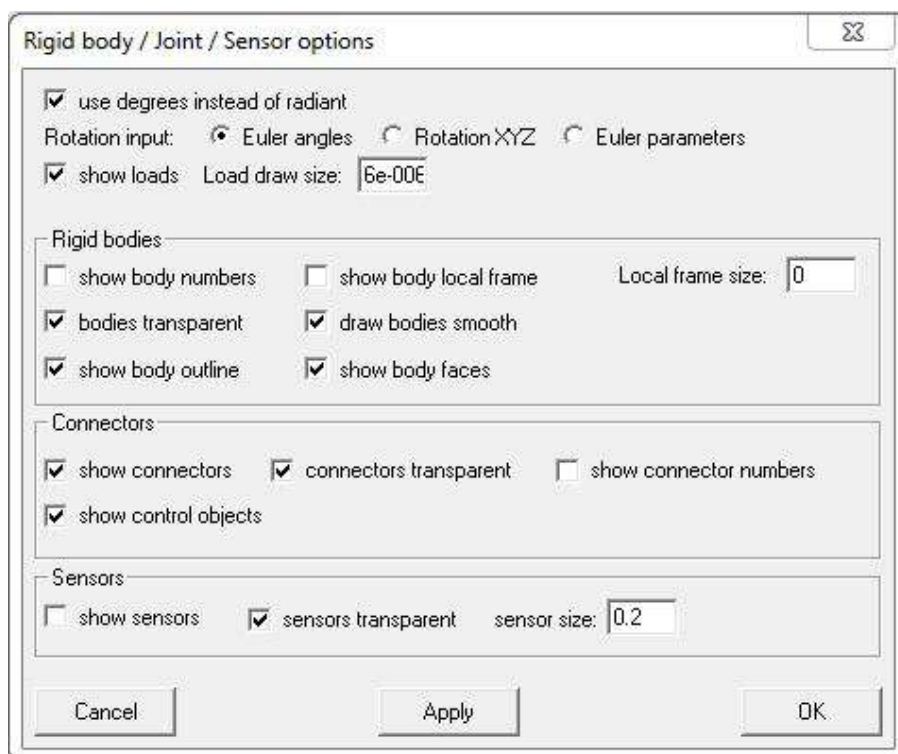 Rigid body / Joint / Sensor options
use degrees instead of radiant
Rotation input: Euler angles Rotation XYZ Euler parameters
show loads Load draw size: 6e-006
Rigid bodies
show body numbers show body local frame Local frame size: 0
bodies transparent draw bodies smooth
show body outline show body faces
Connectors
show connectors connectors transparent show connector numbers
show control objects
Sensors
show sensors sensors transparent sensor size: 0.2
Cancel Apply OK